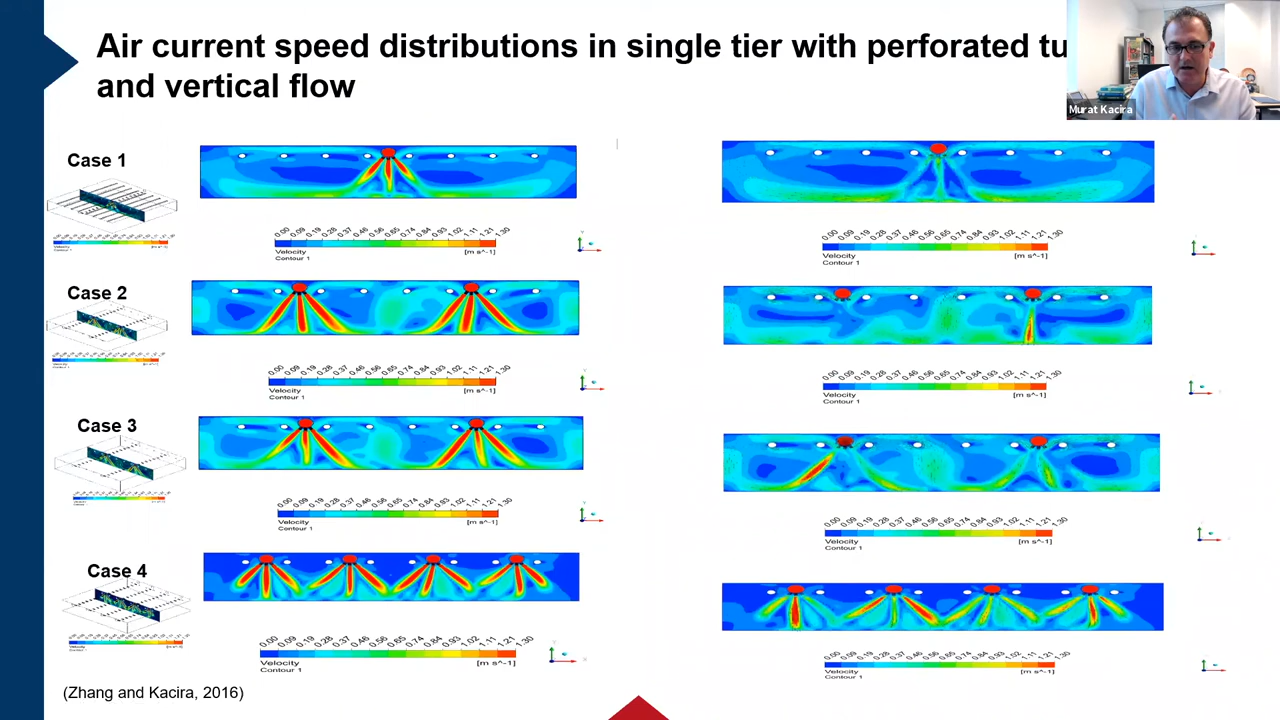 Air current speed distributions in single tier with perforated tu
and vertical flow
Murat Kacira
Case 1
Velocity
Contour 1
[m s^-1]
0.00 0.09 0.19 0.28 0.37 0.46 0.56 0.65 0.74 0.84 0.93 1.02 1.11 1.21 1.30
Velocity
Contour 1
[m s^-1]
0.00 0.09 0.19 0.28 0.37 0.46 0.56 0.65 0.74 0.84 0.93 1.02 1.11 1.21 1.30
Velocity
Contour 1
[m s^-1]
Case 2
0.00 0.09 0.19 0.28 0.37 0.46 0.56 0.65 0.74 0.84 0.93 1.02 1.11 1.21 1.30
Velocity
Contour 1
[m s^-1]
0.00 0.09 0.19 0.28 0.37 0.46 0.56 0.65 0.74 0.84 0.93 1.02 1.11 1.21 1.30
Velocity
Contour 1
[m s^-1]
Case 3
0.00 0.09 0.19 0.28 0.37 0.46 0.56 0.65 0.74 0.84 0.93 1.02 1.11 1.21 1.30
Velocity
Contour 1
[m s^-1]
0.00 0.09 0.19 0.28 0.37 0.46 0.56 0.65 0.74 0.84 0.93 1.02 1.11 1.21 1.30
Velocity
Contour 1
[m s^-1]
Case 4
0.00 0.09 0.19 0.28 0.37 0.46 0.56 0.65 0.74 0.84 0.93 1.02 1.11 1.21 1.30
Velocity
Contour 1
[m s^-1]
0.00 0.09 0.19 0.28 0.37 0.46 0.56 0.65 0.74 0.84 0.93 1.02 1.11 1.21 1.30
Velocity
Contour 1
[m s^-1]
(Zhang and Kacira, 2016)